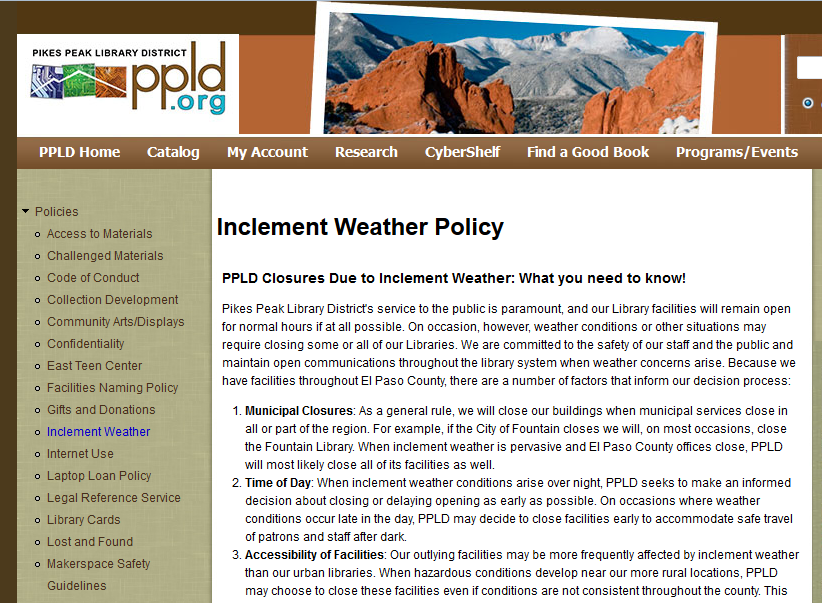 PIKES PEAK LIBRARY DISTRICT
ppld
.org
PPLD Home Catalog My Account Research CyberShelf Find a Good Book Programs/Events
Policies
Access to Materials
Challenged Materials
Code of Conduct
Collection Development
Community Arts/Displays
Confidentiality
East Teen Center
Facilities Naming Policy
Gifts and Donations
Inclement Weather
Internet Use
Laptop Loan Policy
Legal Reference Service
Library Cards
Lost and Found
Makerspace Safety
Guidelines
Inclement Weather Policy
PPLD Closures Due to Inclement Weather: What you need to know!
Pikes Peak Library District's service to the public is paramount, and our Library facilities will remain open
for normal hours if at all possible. On occasion, however, weather conditions or other situations may
require closing some or all of our Libraries. We are committed to the safety of our staff and the public and
maintain open communications throughout the library system when weather concerns arise. Because we
have facilities throughout El Paso County, there are a number of factors that inform our decision process:
1. Municipal Closures: As a general rule, we will close our buildings when municipal services close in
all or part of the region. For example, if the City of Fountain closes we will, on most occasions, close
the Fountain Library. When inclement weather is pervasive and El Paso County offices close, PPLD
will most likely close all of its facilities as well.
2. Time of Day: When inclement weather conditions arise over night, PPLD seeks to make an informed
decision about closing or delaying opening as early as possible. On occasions where weather
conditions occur late in the day, PPLD may decide to close facilities early to accommodate safe travel
of patrons and staff after dark.
3. Accessibility of Facilities: Our outlying facilities may be more frequently affected by inclement weather
than our urban libraries. When hazardous conditions develop near our more rural locations, PPLD
may choose to close these facilities even if conditions are not consistent throughout the county. This